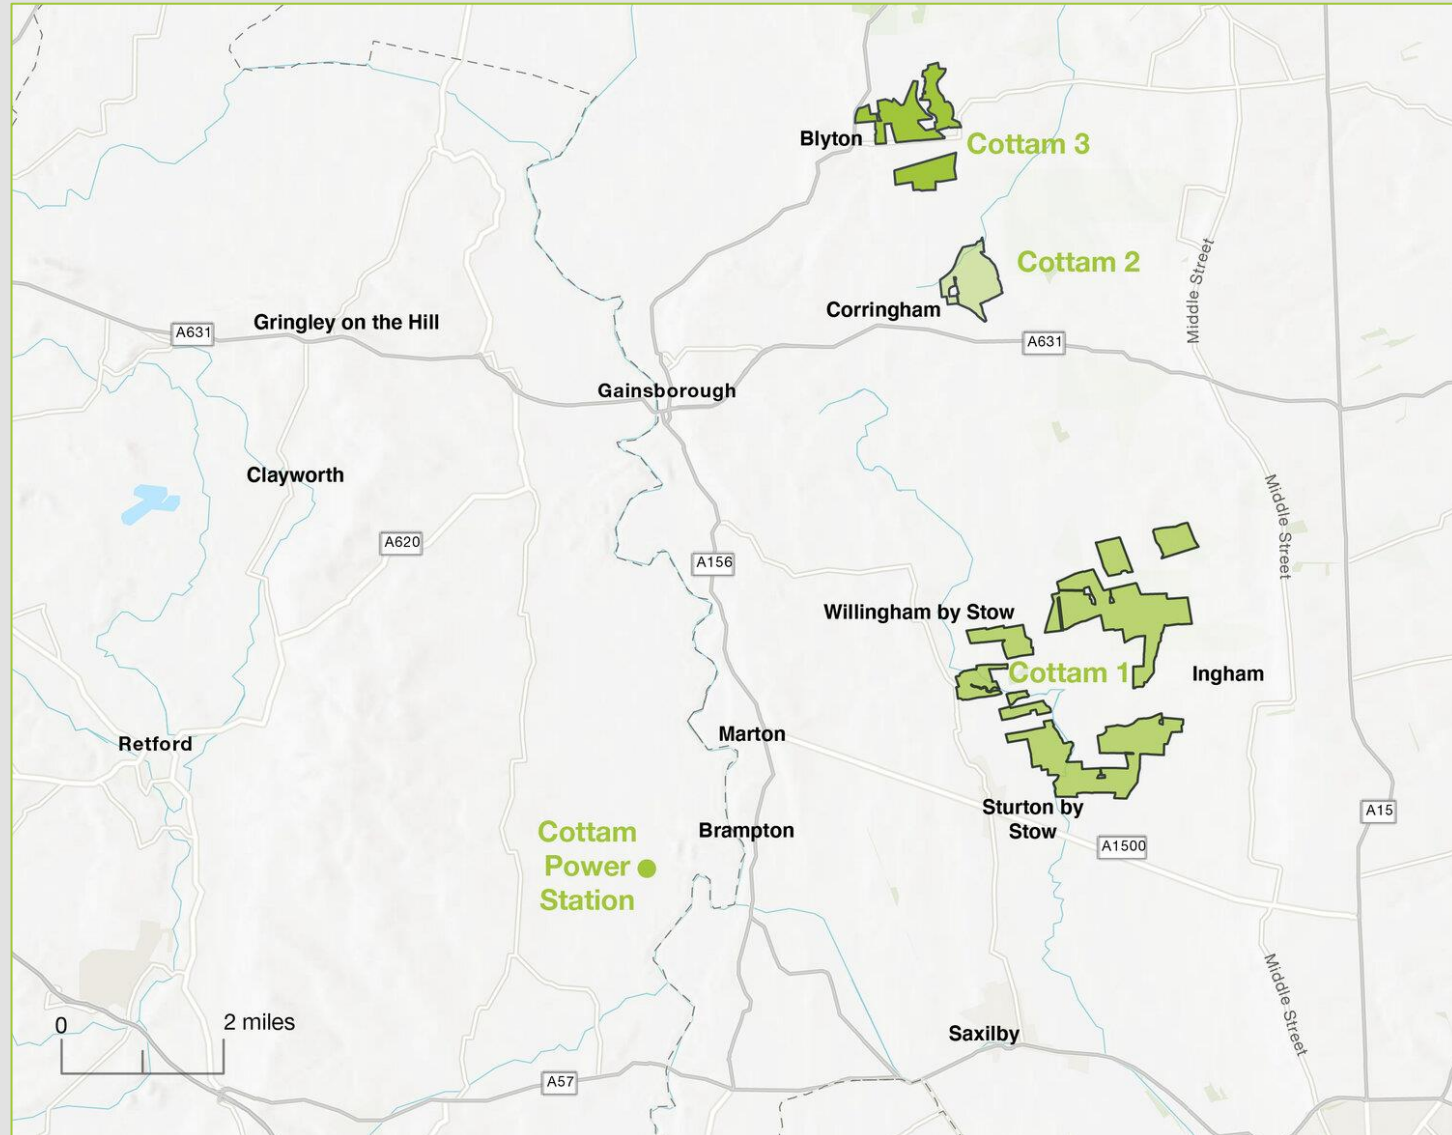 Blyton
Cottam 3
Cottam 2
Middle Street
Corringham
Gringley on the Hill
A631
A631
Gainsborough
Clayworth
Middle Street
A620
A156
Willingham by Stow
Cottam 1
Ingham
Retford
Marton
Sturton by
Stow
A15
Brampton
A1500
Cottam
Power
Station
Middle Street
0
2 miles
Saxilby
A57